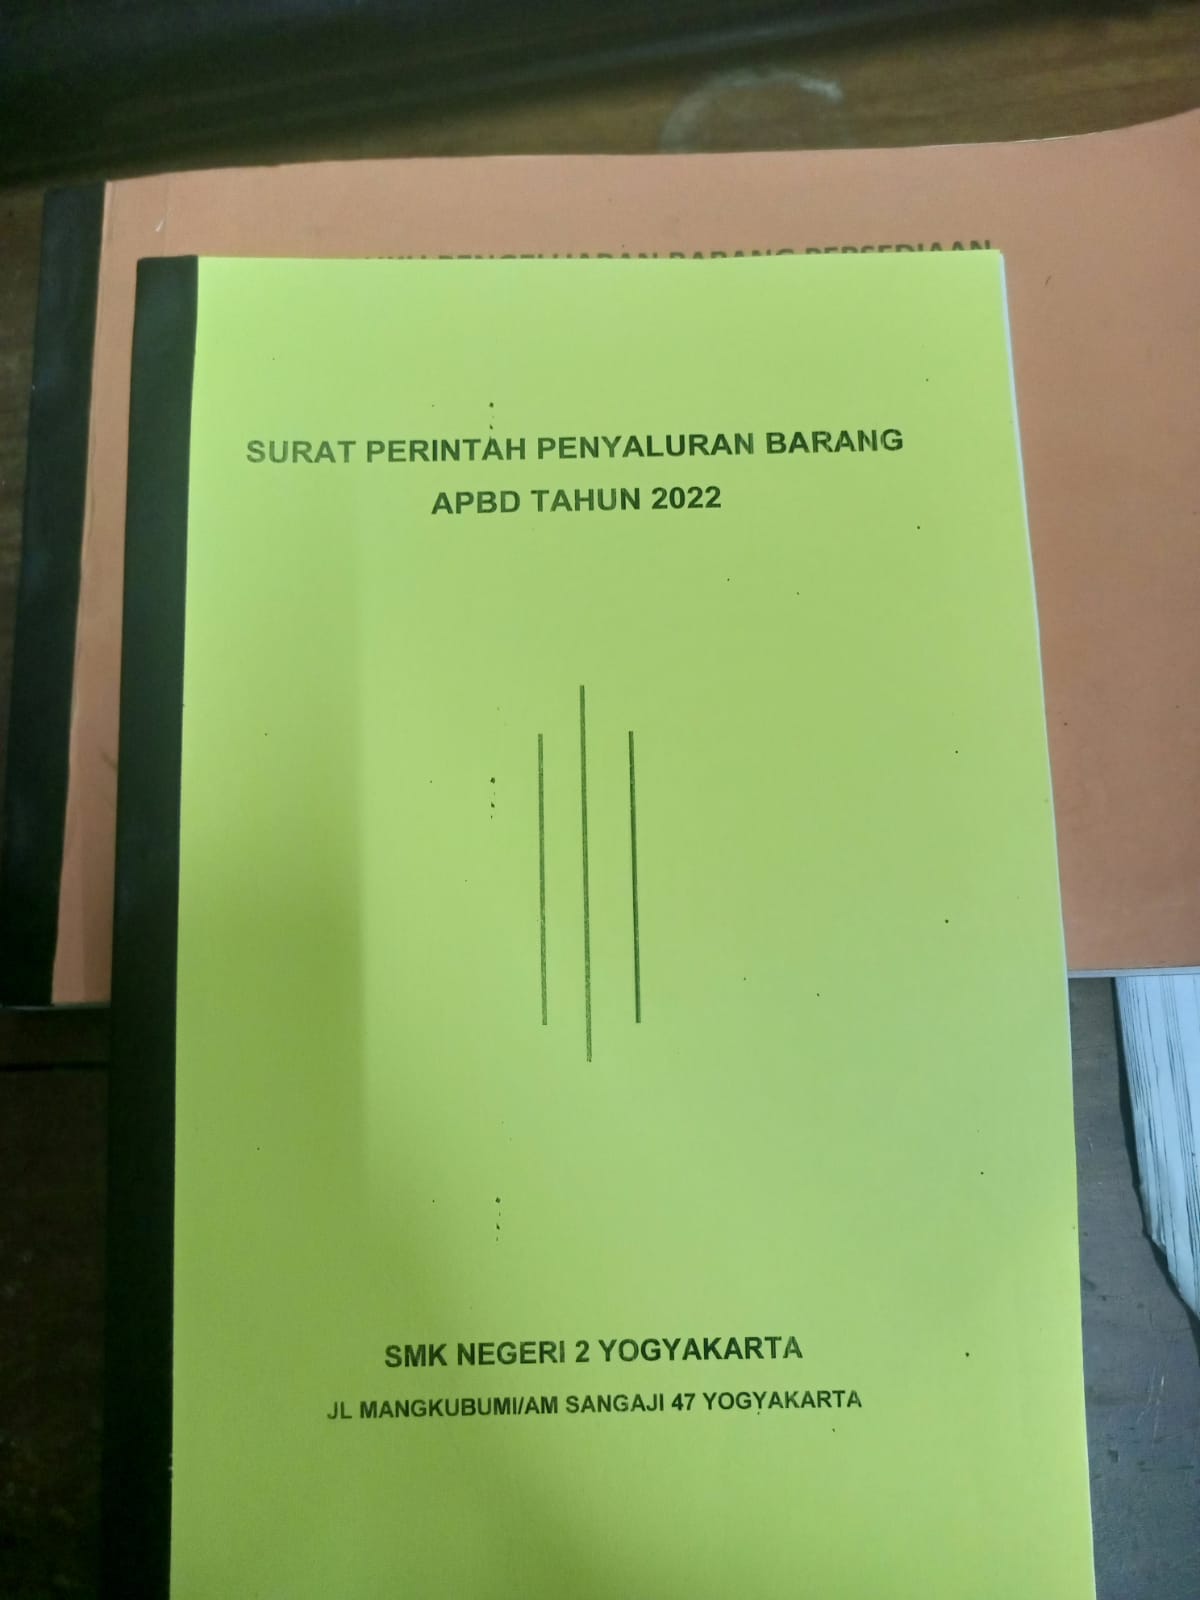 PENGELUARAN BARANG PERSEDIAAN
SURAT PERINTAH PENYALURAN BARANG
APBD TAHUN 2022
SMK NEGERI 2 YOGYAKARTA
JL MANGKUBUMI/AM SANGAJI 47 YOGYAKARTA